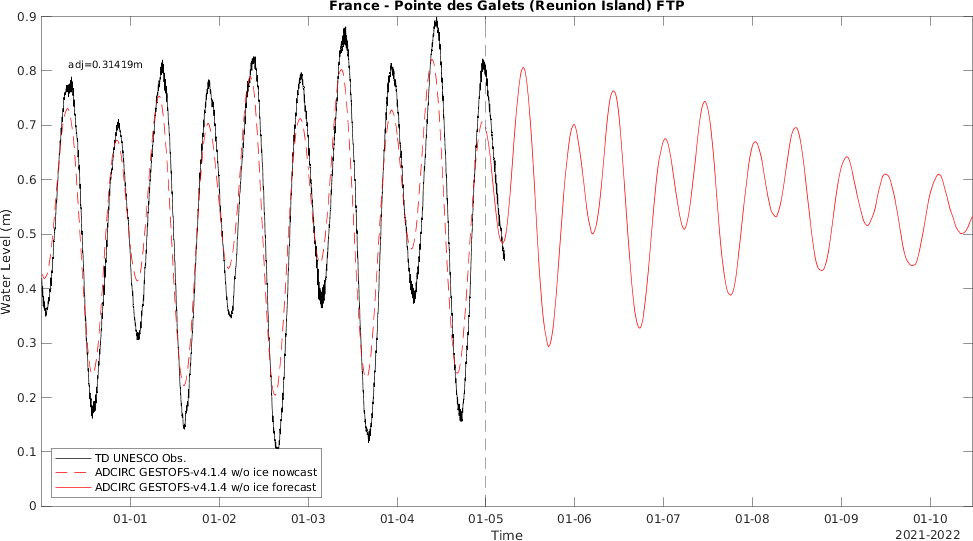 France - Pointe des Galets (Reunion Island) FTP
0.9
0.8
0.7
0.6
0.5
0.4
0.3
0.2
0.1
0
Water Level (m)
adj=0.31419m
TD UNESCO Obs.
ADCIRC GESTOFS-v4.1.4 w/o ice nowcast
ADCIRC GESTOFS-v4.1.4 w/o ice forecast
01-01 01-02 01-03 01-04 01-05 01-06 01-07 01-08 01-09 01-10
Time
2021-2022